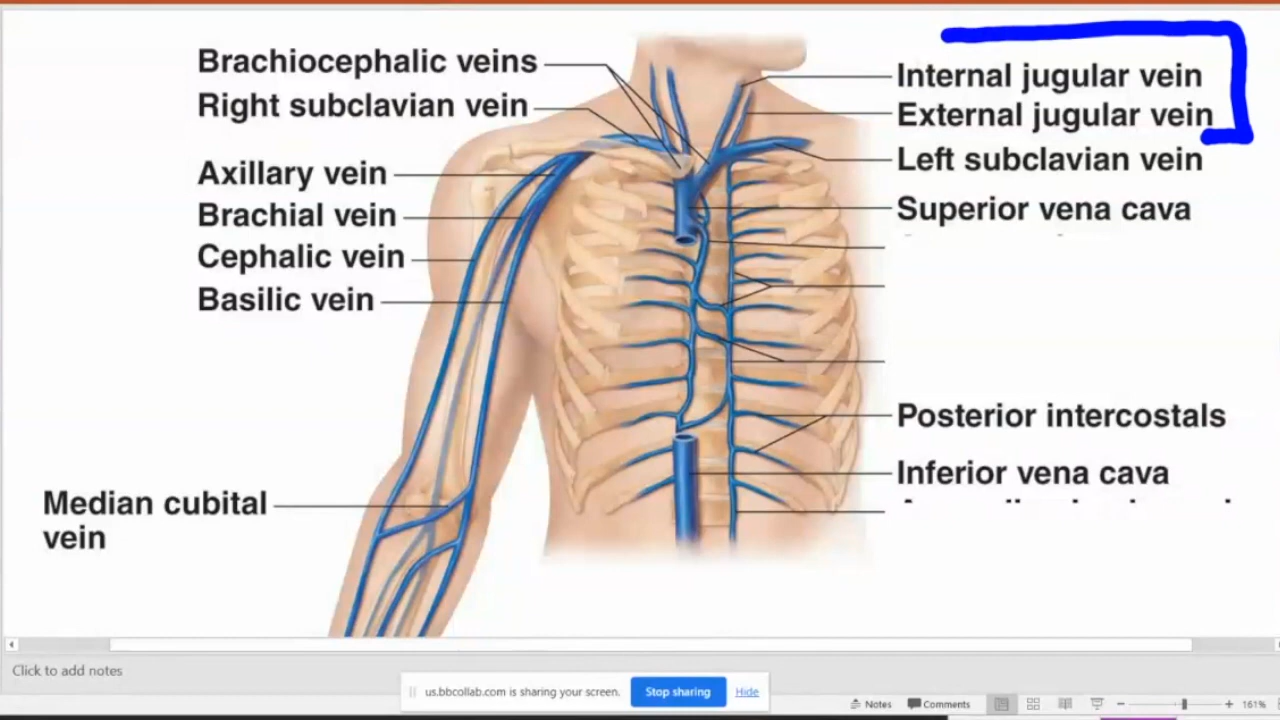 Brachiocephalic veins
Right subclavian vein
Axillary vein
Brachial vein
Cephalic vein
Basilic vein
Median cubital
vein
Internal jugular vein
External jugular vein
Left subclavian vein
Superior vena cava
Posterior intercostals
Inferior vena cava
Click to add notes
us.bbcollab.com is sharing your screen.
Stop sharing
Hide
Notes
Comments
161%